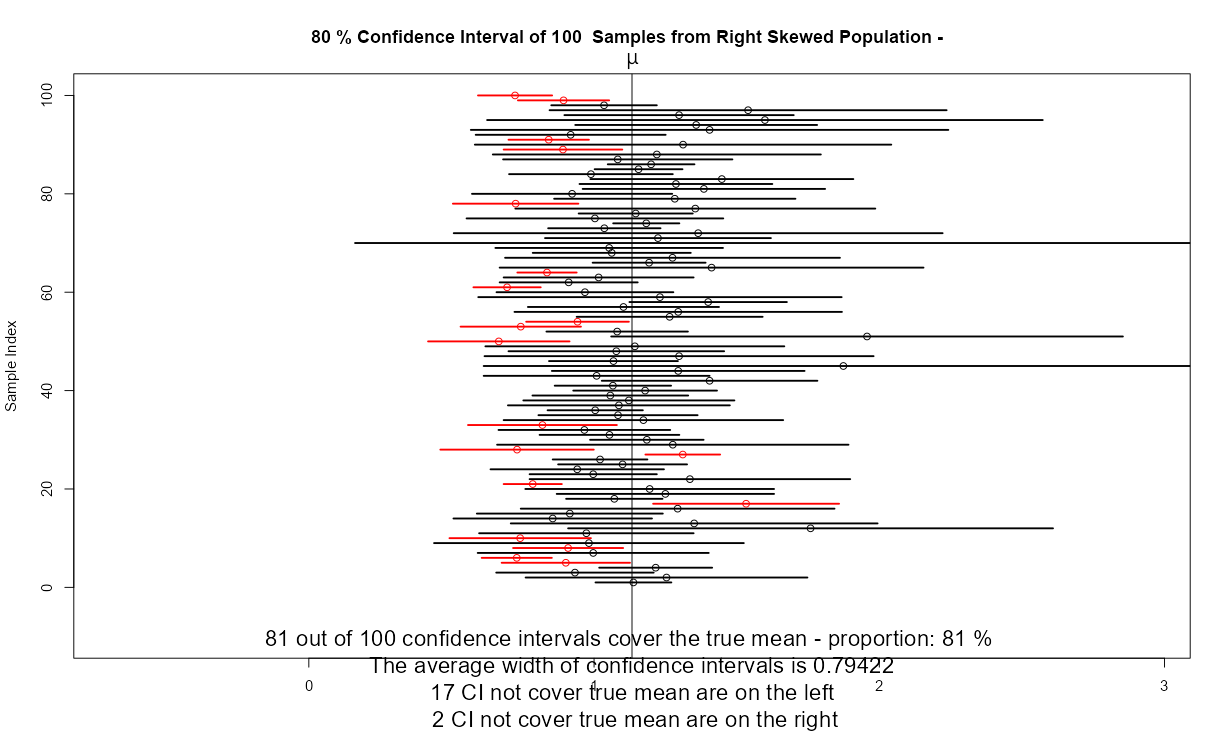 80 % Confidence Interval of 100  Samples from Right Skewed Population -
μ
100
80
60
40
20
0
Sample Index
81 out of 100 confidence intervals cover the true mean - proportion: 81 %
The average width of confidence intervals is 0.79422
0 1 2 3
17 CI not cover true mean are on the left
2 CI not cover true mean are on the right